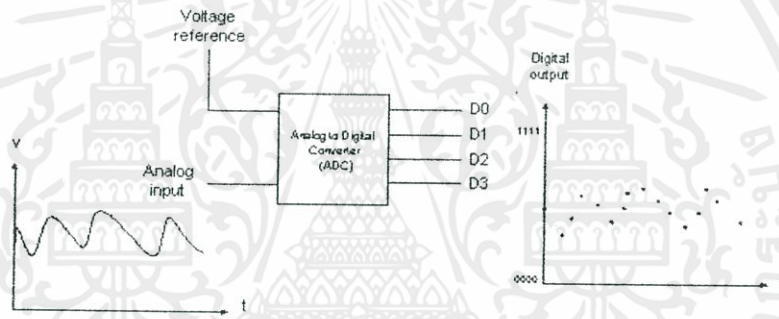 Voltage
reference
Digital
output
D0
1111
Analog to Digital
Converter
(ADC)
D1
V
Analog
input
D2
D3
0000
t